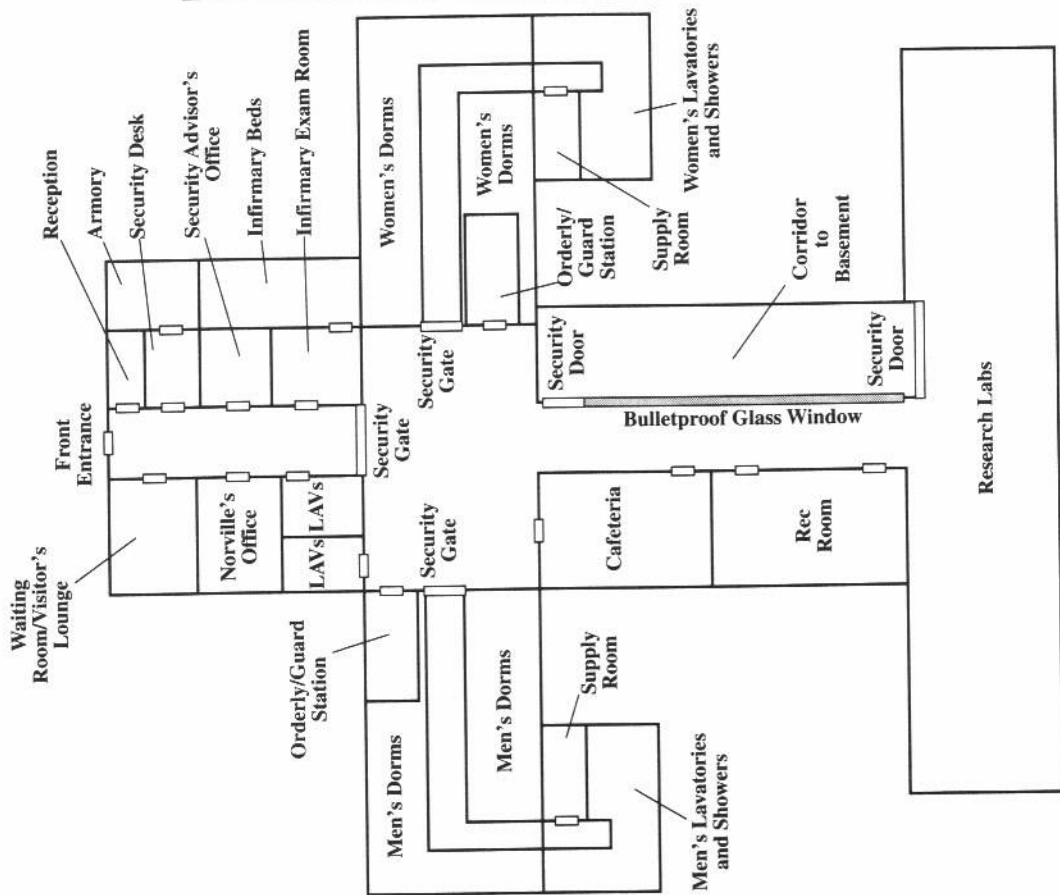 Reception
Armory
Security Desk
Security Advisor's
Office
Infirmary Beds
Infirmary Exam Room
Front
Entrance
Waiting
Room/Visitor's
Lounge
Norville's
Office
LAVs
LAVs
Security Gate
Women's Dorms
Women's
Dorms
Security
Gate
Orderly/
Guard
Station
Supply
Room
Women's Lavatories
and Showers
Security
Gate
Orderly/Guard
Station
Men's Dorms
Men's Dorms
Supply
Room
Men's Lavatories
and Showers
Cafeteria
Rec
Room
Security
Door
Bulletproof Glass Window
Corridor
to
Basement
Security
Door
Research Labs